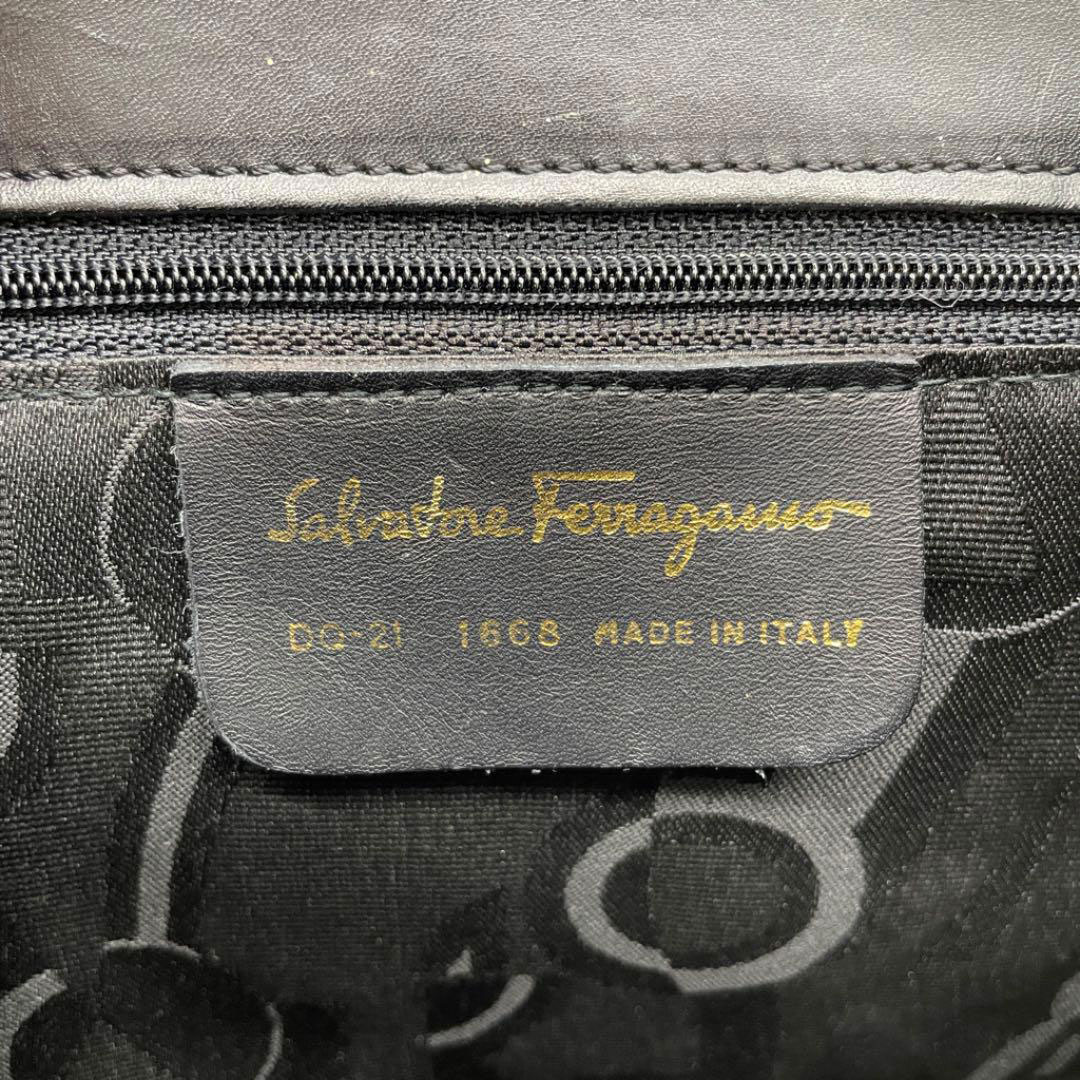 Salvatore Ferragamo
DQ-21 1668 MADE IN ITALY